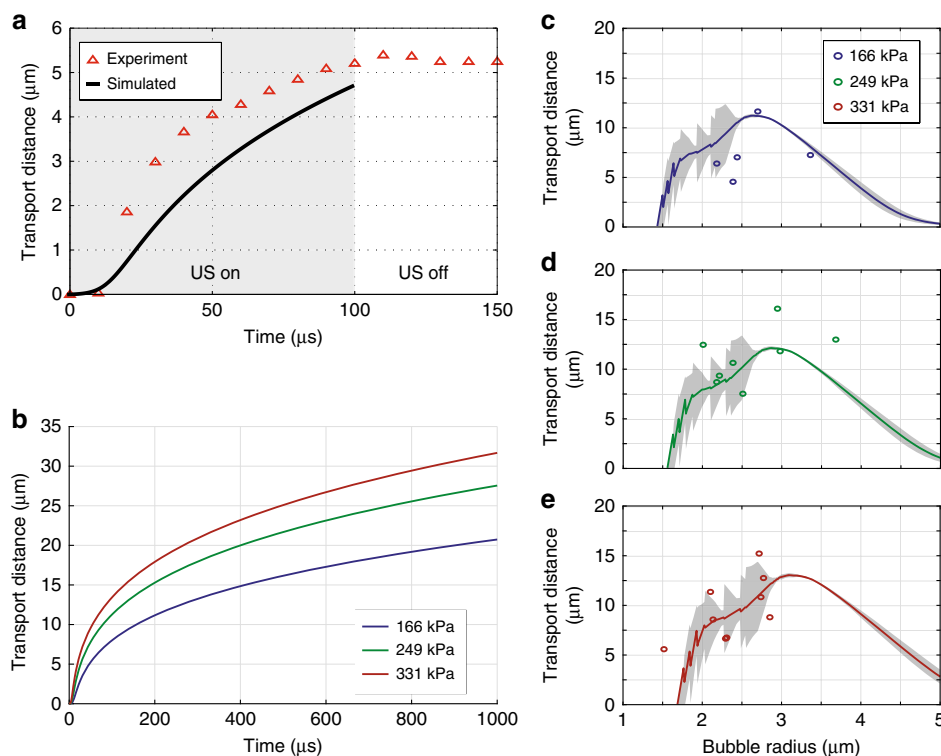 a
Transport distance (μm)
6
5
4
3
2
1
0
Experiment
Simulated
US on
US off
0
50
100
150
Time (μs)
b
Transport distance (μm)
35
30
25
20
15
10
5
0
166 kPa
249 kPa
331 kPa
0
200
400
600
800
1000
Time (μs)
c
Transport distance
(μm)
20
15
10
5
0
166 kPa
249 kPa
331 kPa
d
Transport distance
(μm)
20
15
10
5
0
e
Transport distance
(μm)
20
15
10
5
0
1
2
3
4
5
Bubble radius (μm)